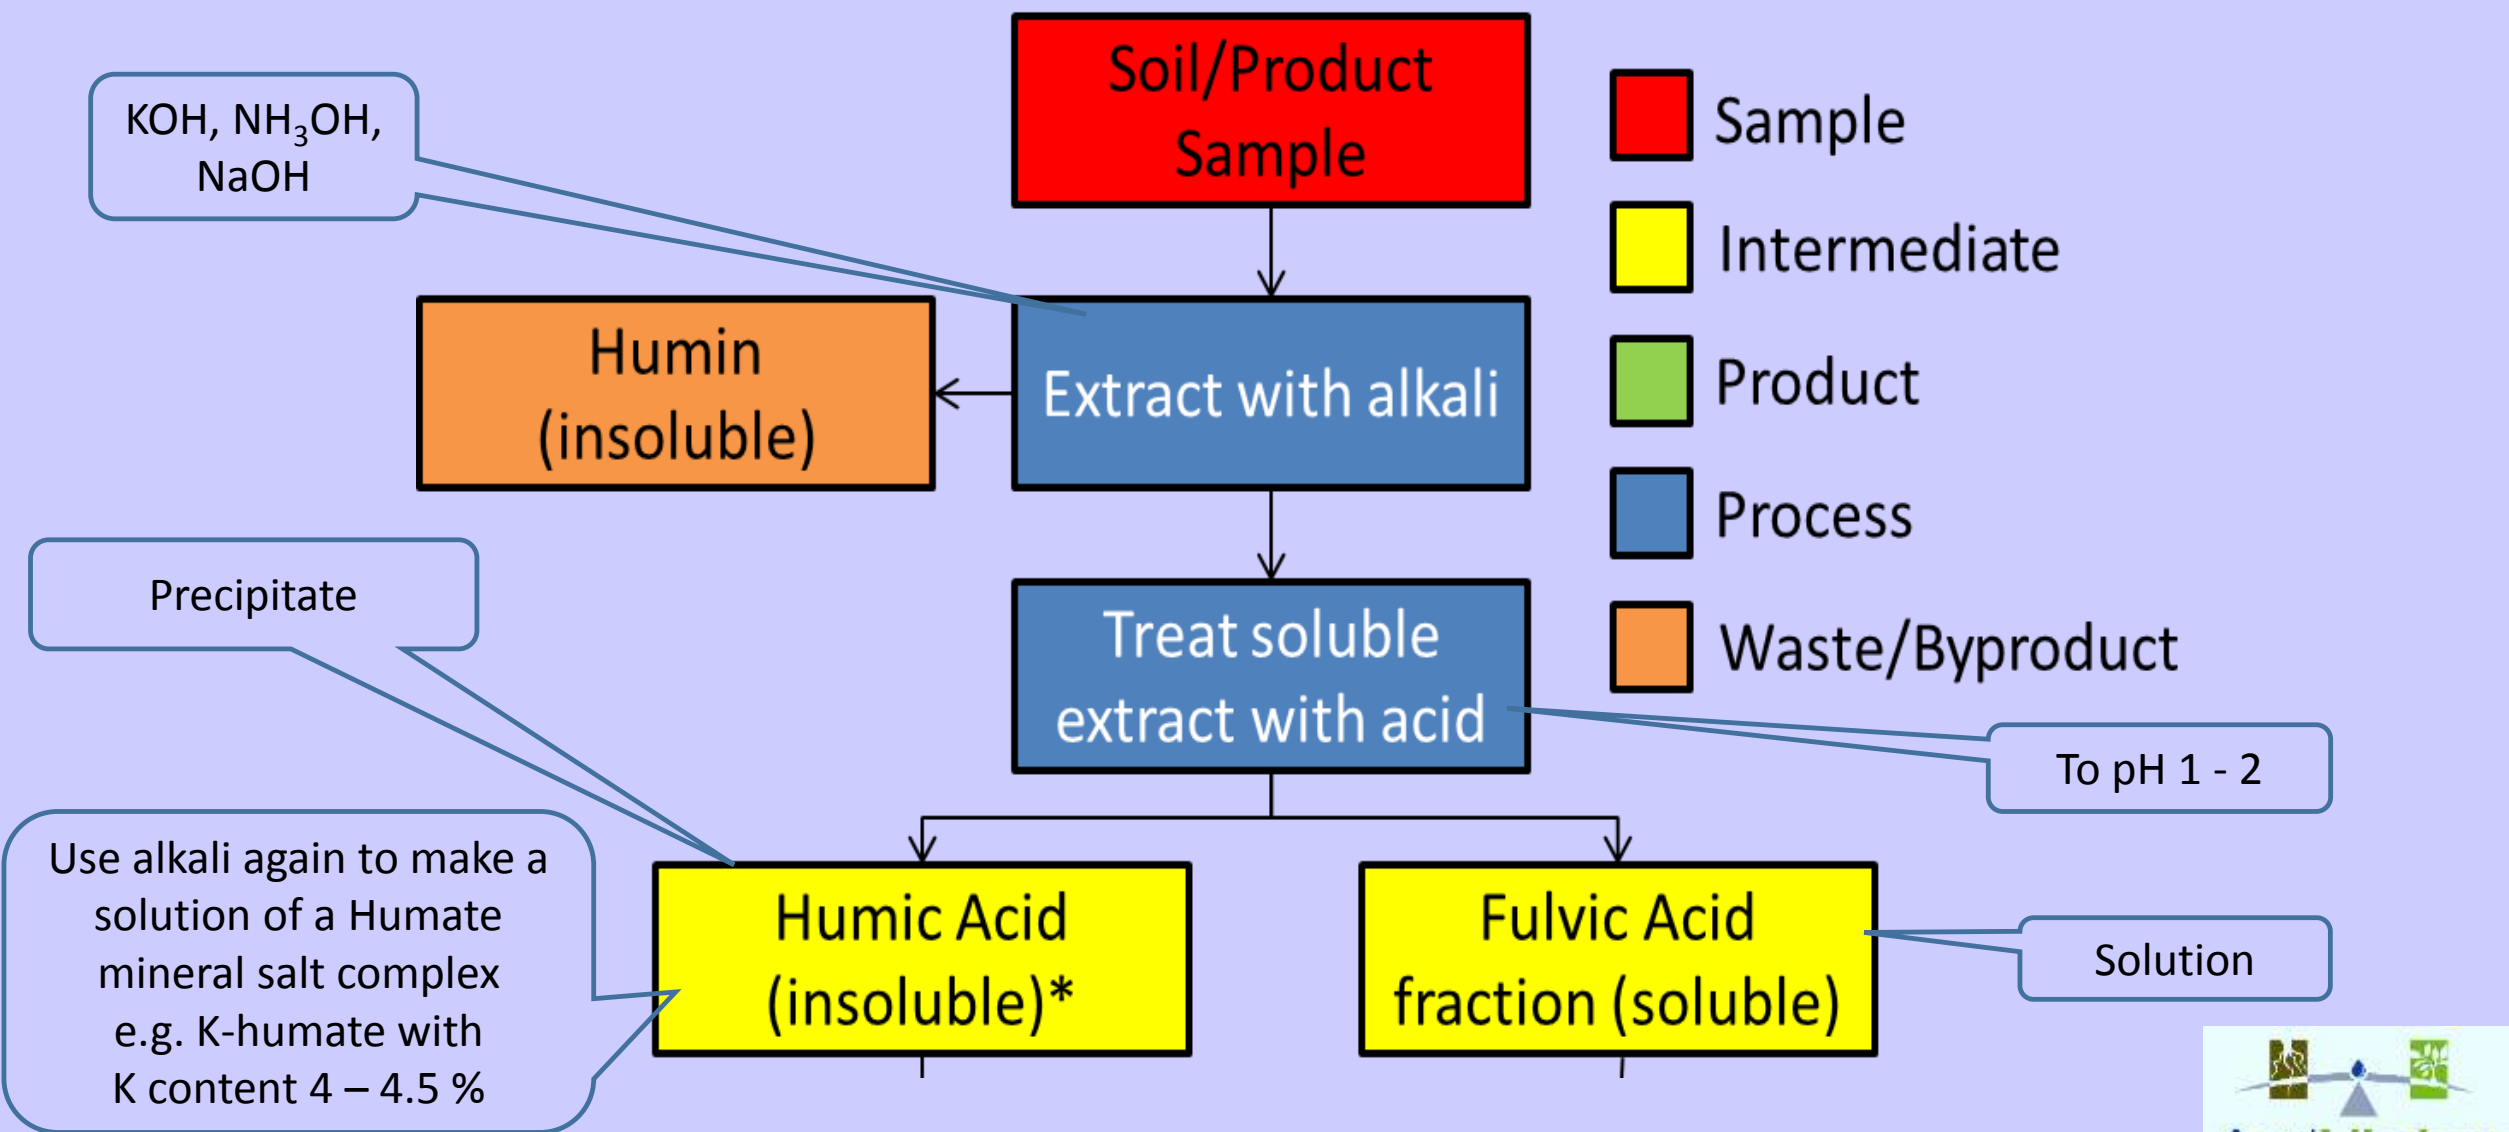 Soil/Product
Sample
KOH, NH₃OH,
NaOH
Sample
Intermediate
Product
Process
Waste/Byproduct
Humin
(insoluble)
Extract with alkali
Precipitate
Treat soluble
extract with acid
To pH 1 - 2
Use alkali again to make a
solution of a Humate
mineral salt complex
e.g. K-humate with
K content 4 – 4.5 %
Humic Acid
(insoluble)*
Fulvic Acid
fraction (soluble)
Solution